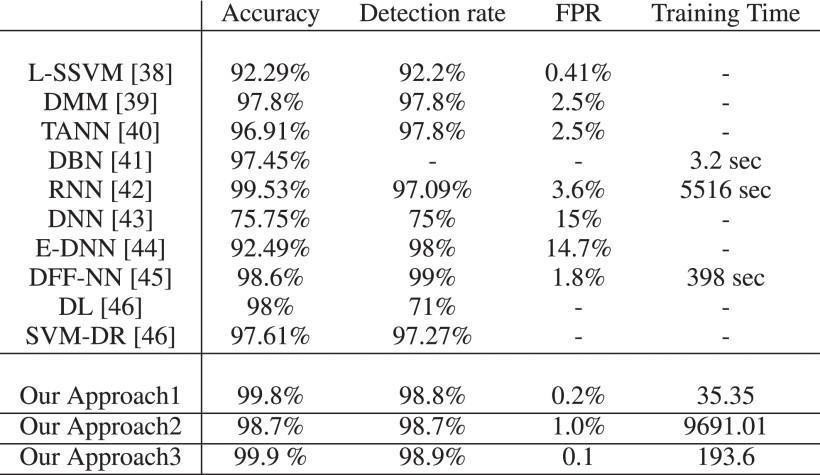 Accuracy Detection rate FPR Training Time
L-SSVM [38] 92.29% 92.2% 0.41% -
DMM [39] 97.8% 97.8% 2.5% -
TANN [40] 96.91% 97.8% 2.5% -
DBN [41] 97.45% - - 3.2 sec
RNN [42] 99.53% 97.09% 3.6% 5516 sec
DNN [43] 75.75% 75% 15% -
E-DNN [44] 92.49% 98% 14.7% -
DFF-NN [45] 98.6% 99% 1.8% 398 sec
DL [46] 98% 71% - -
SVM-DR [46] 97.61% 97.27% - -
Our Approach1 99.8% 98.8% 0.2% 35.35
Our Approach2 98.7% 98.7% 1.0% 9691.01
Our Approach3 99.9 % 98.9% 0.1 193.6